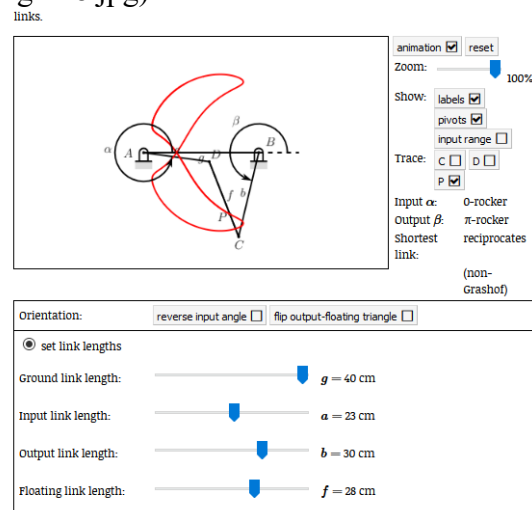 links.
animation reset
Zoom: 100%
Show: labels
pivots
input range
Trace: C D
P
Input α: 0-rocker
Output β: π-rocker
Shortest link: reciprocates
(non-Grashof)
α A g D β B
f b
P
C
Orientation: reverse input angle flip output-floating triangle
set link lengths
Ground link length: g = 40 cm
Input link length: a = 23 cm
Output link length: b = 30 cm
Floating link length: f = 28 cm